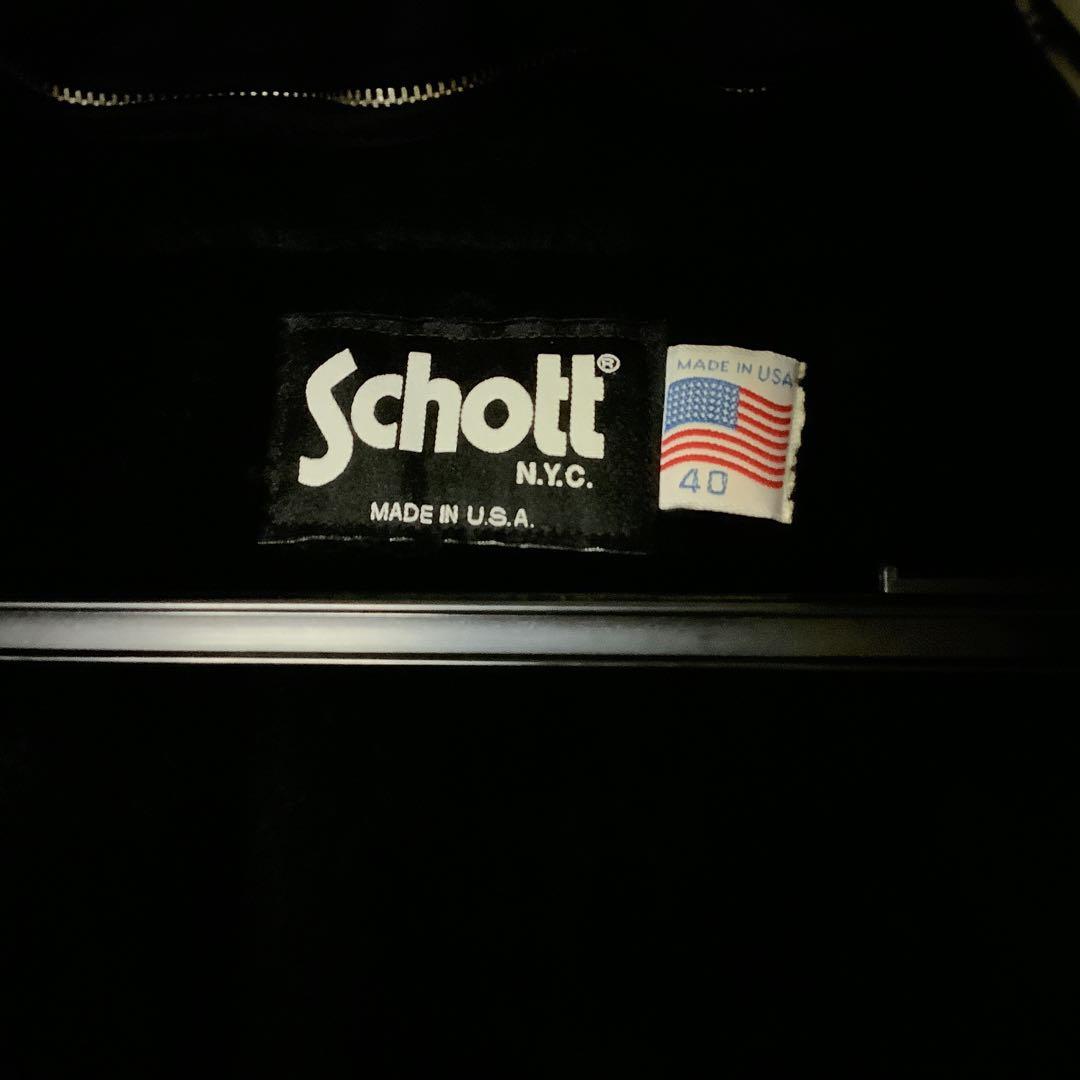 Schott®
N.Y.C.
MADE IN U.S.A.
MADE IN USA
40